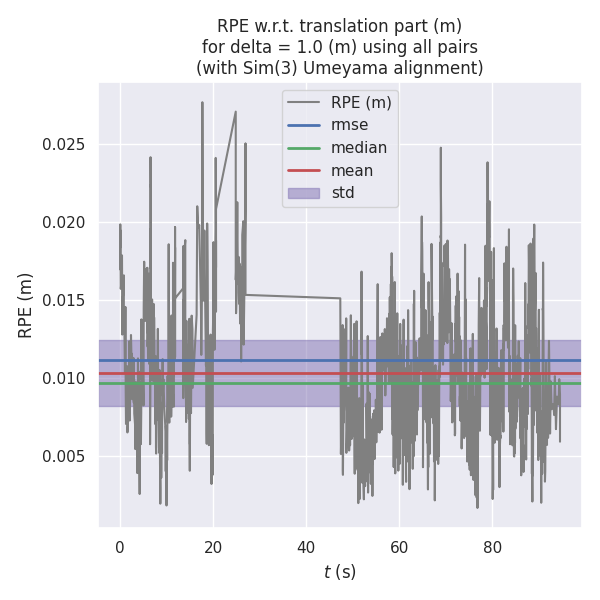 RPE w.r.t. translation part (m)
for delta = 1.0 (m) using all pairs
(with Sim(3) Umeyama alignment)
RPE (m)
rmse
median
mean
std
0.025
0.020
0.015
0.010
0.005
RPE (m)
0
20
40
60
80
t (s)